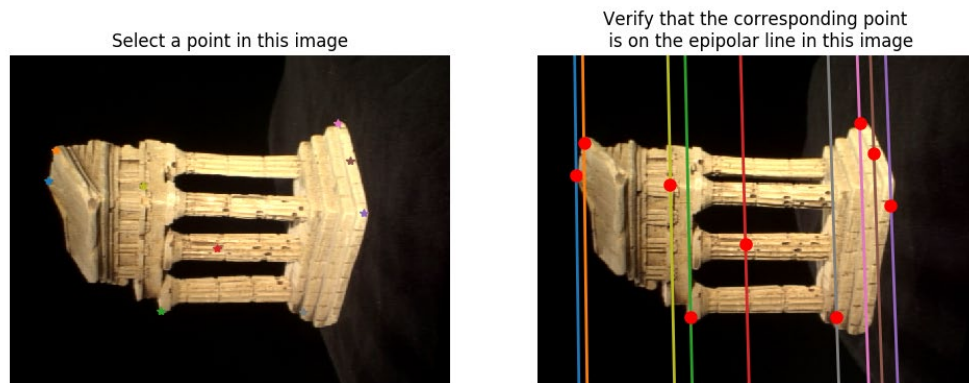 Select a point in this image
Verify that the corresponding point
is on the epipolar line in this image